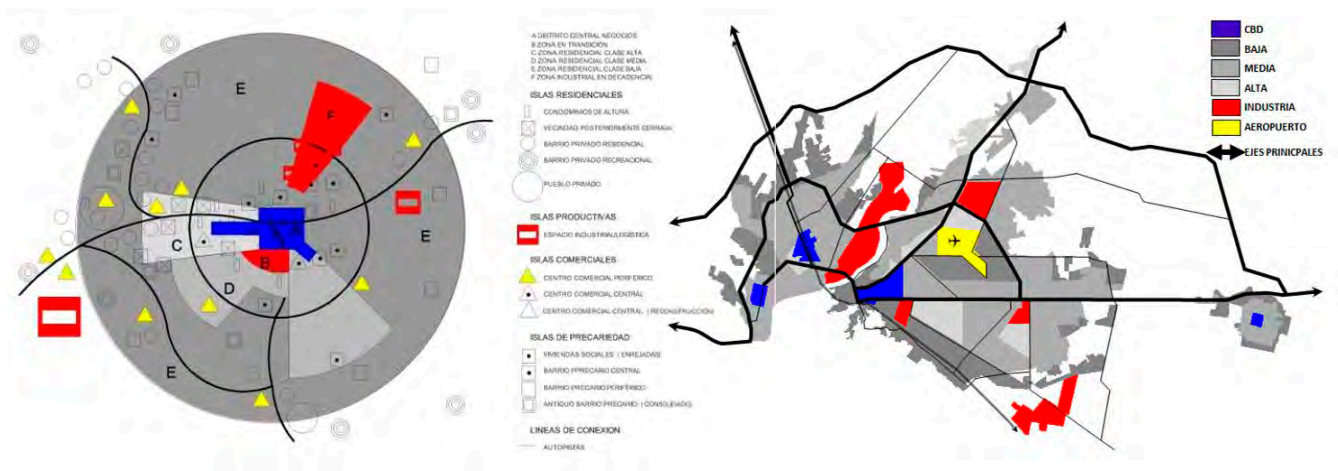 E
F
E
E
C
B
D
E
A DISTRITO CENTRAL NEGOCIOS
B ZONA EN TRANSICIÓN
C ZONA RESIDENCIAL CLASE ALTA
D ZONA RESIDENCIAL CLASE MEDIA
E ZONA RESIDENCIAL CLASE BAJA
F ZONA INDUSTRIAL EN DECADENCIA
ISLAS RESIDENCIALES
CONDOMINIOS DE ALTURA
VECINDAD POSTERIORMENTE CERRADA
BARRIO PRIVADO RESIDENCIAL
BARRIO PRIVADO RECREACIONAL
PUEBLO PRIVADO
ISLAS PRODUCTIVAS
ESPACIO INDUSTRIAL/LOGÍSTICA
ISLAS COMERCIALES
CENTRO COMERCIAL PERIFÉRICO
CENTRO COMERCIAL CENTRAL
CENTRO COMERCIAL CENTRAL (RECONSTRUCCIÓN)
ISLAS DE PRECARIEDAD
VIVIENDAS SOCIALES (ENREJADAS)
BARRIO PPRECARIO CENTRAL
BARRIO PRECARIO PERIFÉRICO
ANTIGUO BARRIO PRECARIO- (CONSOLIDADO)
LINEAS DE CONEXION
AUTOPISTAS
CBD
BAJA
MEDIA
ALTA
INDUSTRIA
AEROPUERTO
EJES PRINICPALES